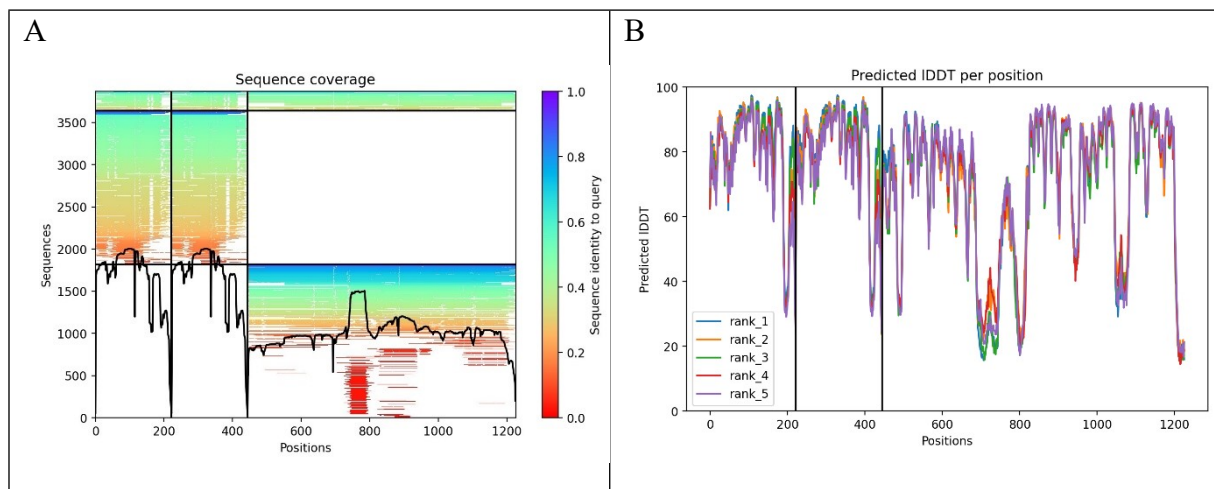 A
Sequence coverage
3500
3000
2500
2000
1500
1000
500
0
Sequences
0 200 400 600 800 1000 1200
Positions
1.0
0.8
0.6
0.4
0.2
0.0
Sequence identity to query
B
Predicted lDDT per position
100
80
60
40
20
0
Predicted lDDT
rank_1
rank_2
rank_3
rank_4
rank_5
0 200 400 600 800 1000 1200
Positions